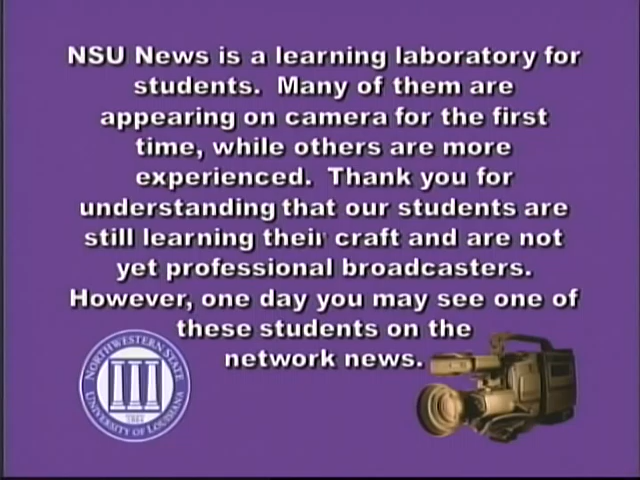 NSU News is a learning laboratory for
students.  Many of them are
appearing on camera for the first
time, while others are more
experienced.  Thank you for
understanding that our students are
still learning their craft and are not
yet professional broadcasters.
However, one day you may see one of
these students on the
network news.
NORTHWESTERN STATE
UNIVERSITY OF LOUISIANA